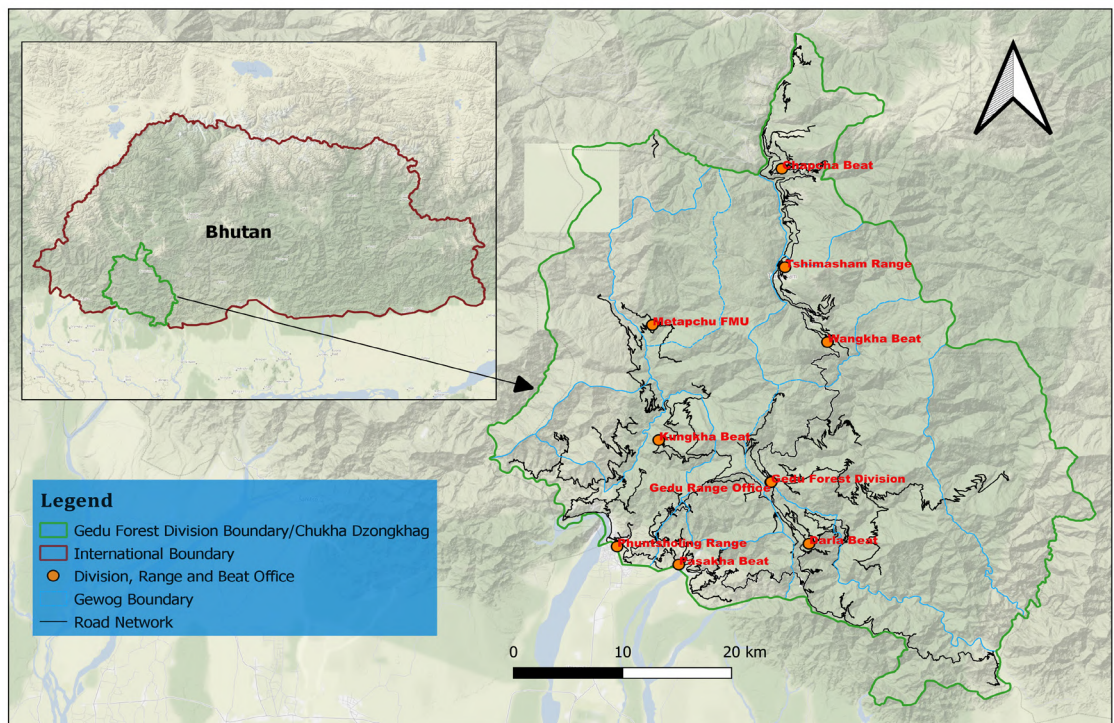 Bhutan
Chapcha Beat
Tshimasham Range
Metapchu FMU
Wangkha Beat
Kungkha Beat
Gedu Forest Division
Gedu Range Office
Phuntsholing Range
Darla Beat
Pasakha Beat
Legend
Gedu Forest Division Boundary/Chukha Dzongkhag
International Boundary
Division, Range and Beat Office
Gewog Boundary
Road Network
0 10 20 km